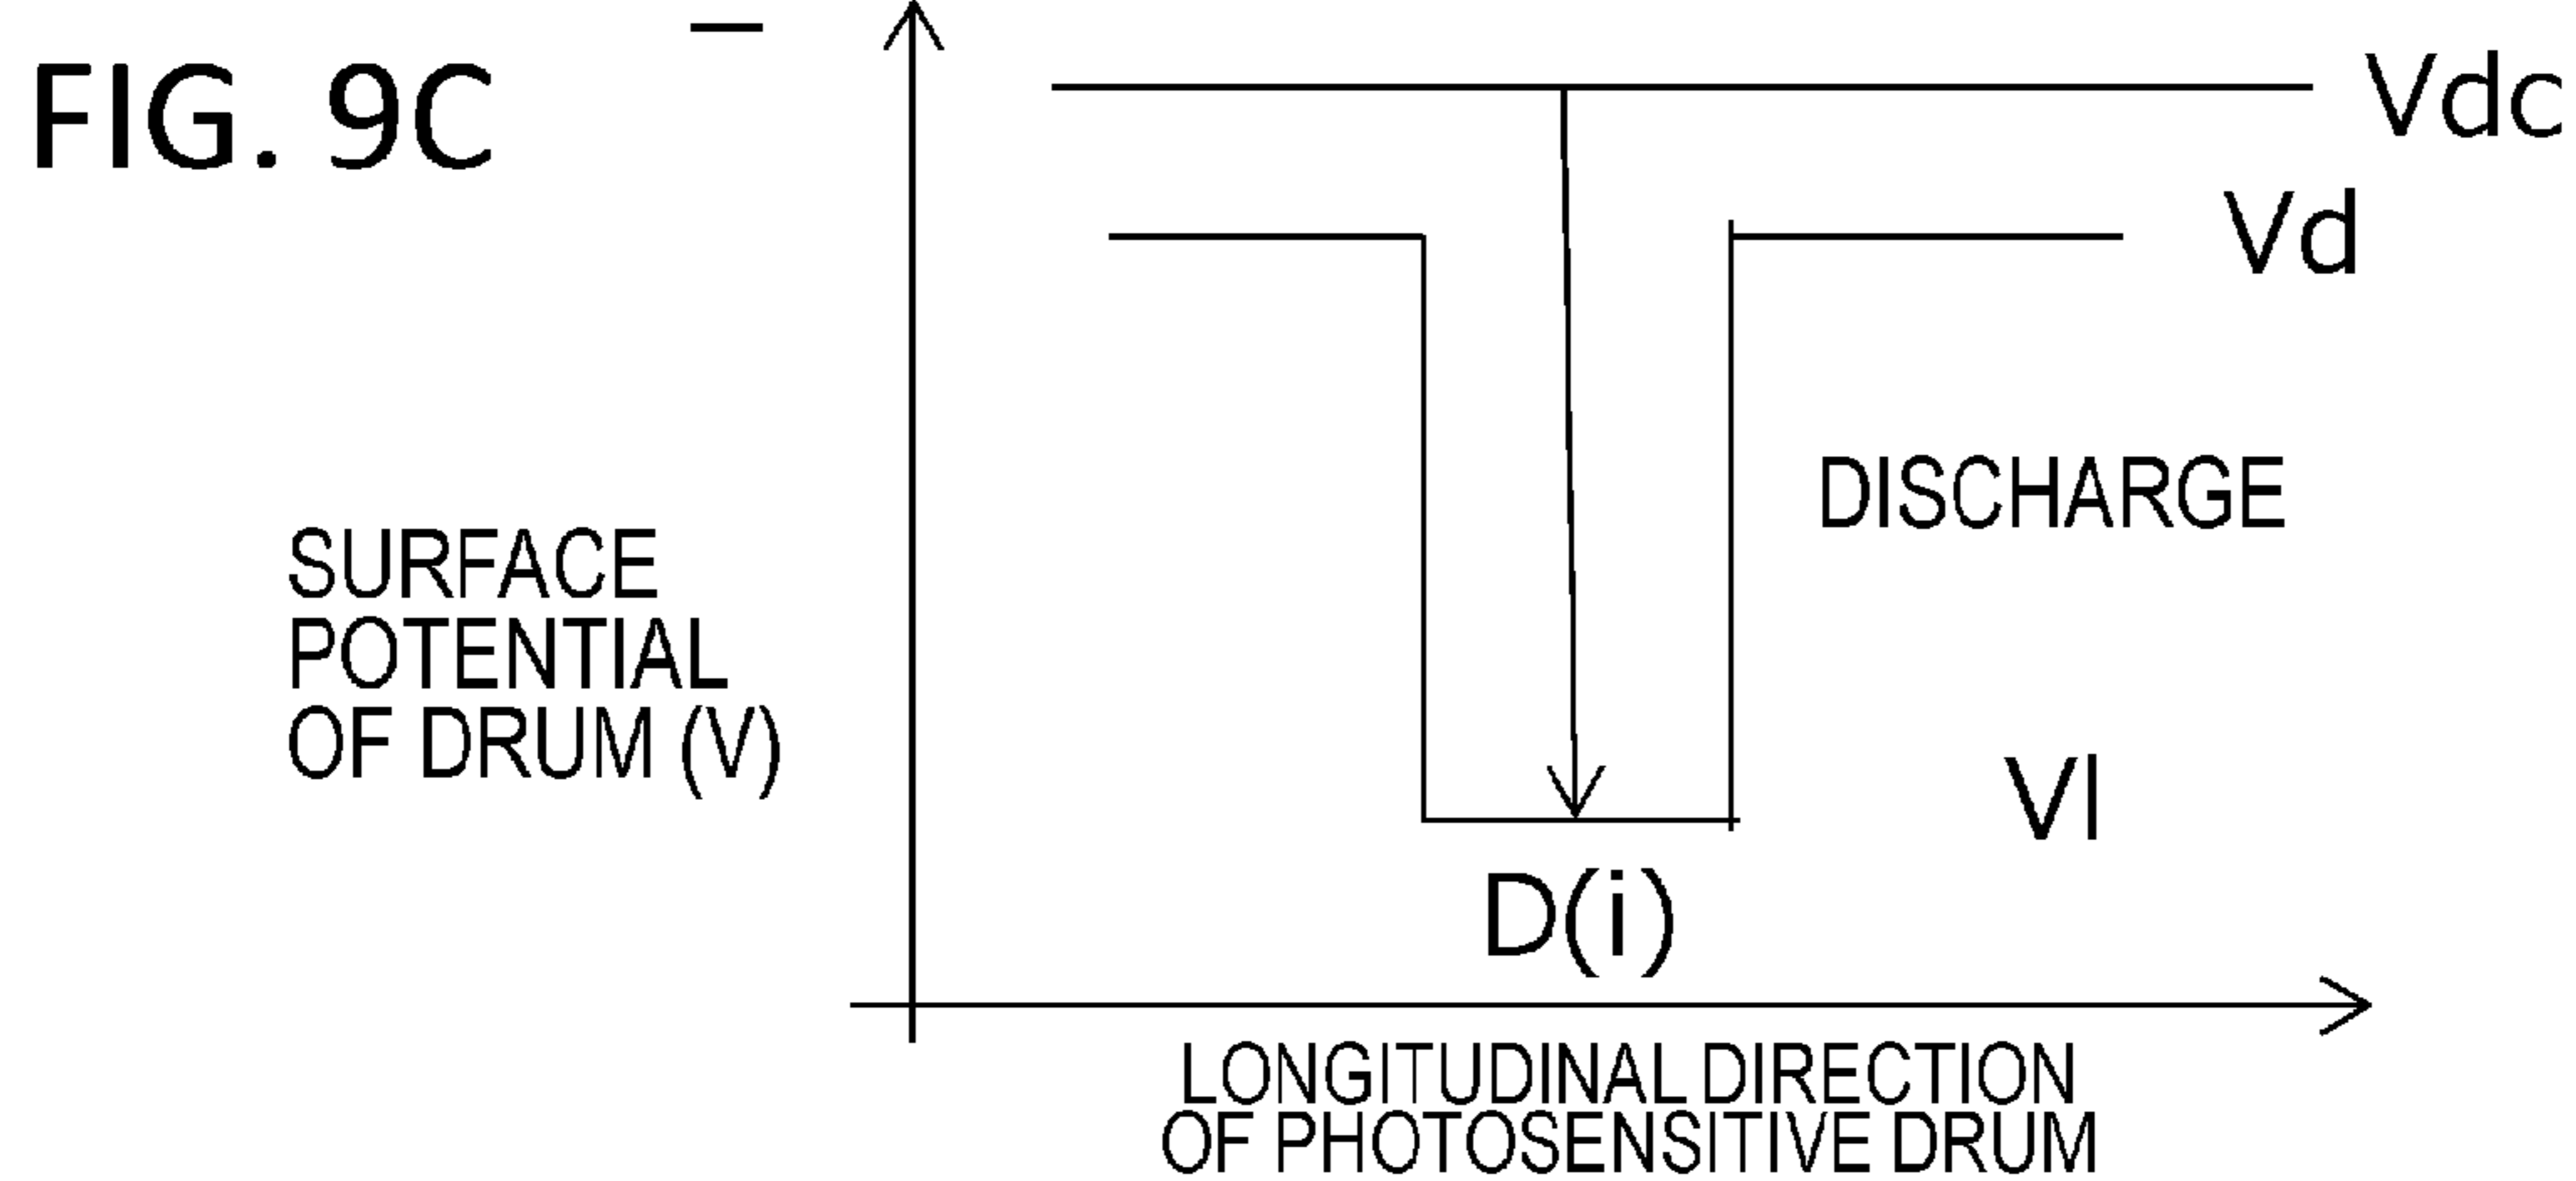 FIG. 9C
–
Vdc
Vd
DISCHARGE
SURFACE
POTENTIAL
OF DRUM (V)
Vl
D(i)
LONGITUDINAL DIRECTION
OF PHOTOSENSITIVE DRUM